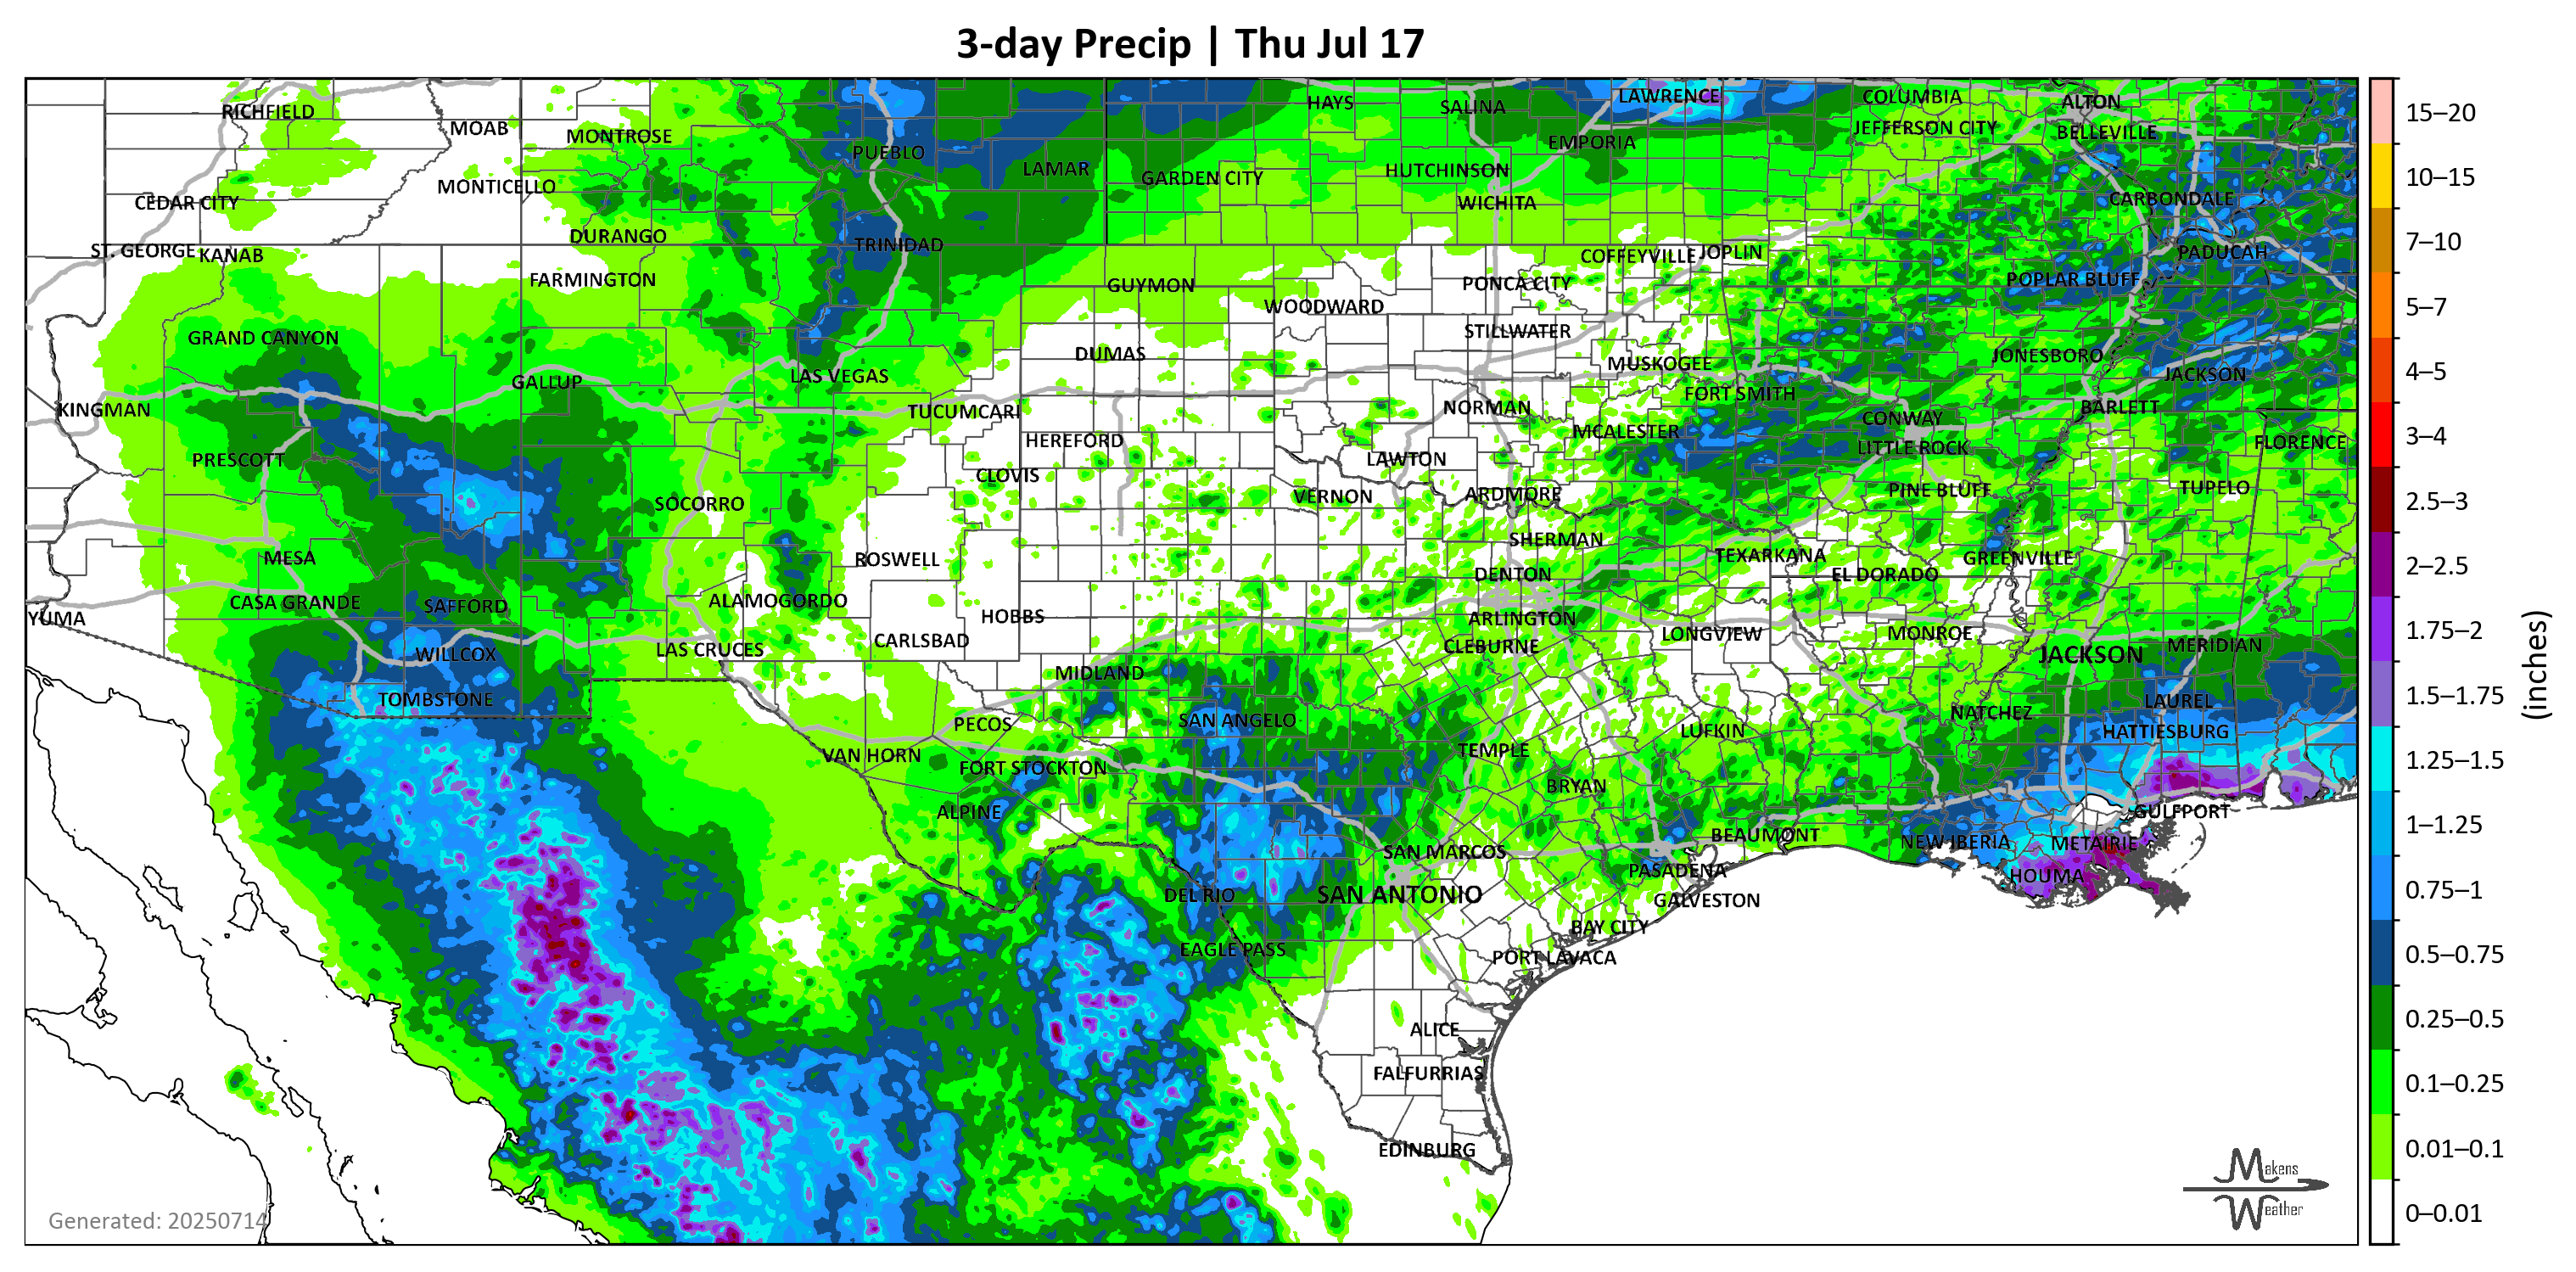 3-day Precip | Thu Jul 17
RICHFIELD
MOAB
MONTROSE
PUEBLO
LAMAR
HAYS
SALINA
LAWRENCE
COLUMBIA
ALTON
JEFFERSON CITY
BELLEVILLE
EMPORIA
MONTICELLO
GARDEN CITY
HUTCHINSON
CEDAR CITY
WICHITA
CARBONDALE
DURANGO
TRINIDAD
ST. GEORGE
KANAB
COFFEYVILLE
JOPLIN
PADUCAH
FARMINGTON
GUYMON
PONCA CITY
POPLAR BLUFF
WOODWARD
GRAND CANYON
STILLWATER
DUMAS
MUSKOGEE
JONESBORO
GALLUP
LAS VEGAS
JACKSON
FORT SMITH
KINGMAN
TUCUMCARI
NORMAN
BARLETT
CONWAY
HEREFORD
MCALESTER
LITTLE ROCK
FLORENCE
PRESCOTT
LAWTON
CLOVIS
SOCORRO
VERNON
ARDMORE
PINE BLUFF
TUPELO
MESA
ROSWELL
SHERMAN
TEXARKANA
GREENVILLE
DENTON
EL DORADO
CASA GRANDE
SAFFORD
ALAMOGORDO
YUMA
HOBBS
ARLINGTON
CARLSBAD
LONGVIEW
MONROE
WILLCOX
LAS CRUCES
CLEBURNE
JACKSON
MERIDIAN
MIDLAND
TOMBSTONE
LAUREL
PECOS
SAN ANGELO
NATCHEZ
VAN HORN
TEMPLE
LUFKIN
HATTIESBURG
FORT STOCKTON
BRYAN
ALPINE
GULFPORT
BEAUMONT
SAN MARCOS
NEW IBERIA
METAIRIE
PASADENA
HOUMA
DEL RIO
SAN ANTONIO
GALVESTON
BAY CITY
EAGLE PASS
PORT LAVACA
ALICE
FALFURRIAS
EDINBURG
Generated: 20250714
Makens
Weather
15–20
10–15
7–10
5–7
4–5
3–4
2.5–3
2–2.5
1.75–2
1.5–1.75
1.25–1.5
1–1.25
0.75–1
0.5–0.75
0.25–0.5
0.1–0.25
0.01–0.1
0–0.01
(inches)